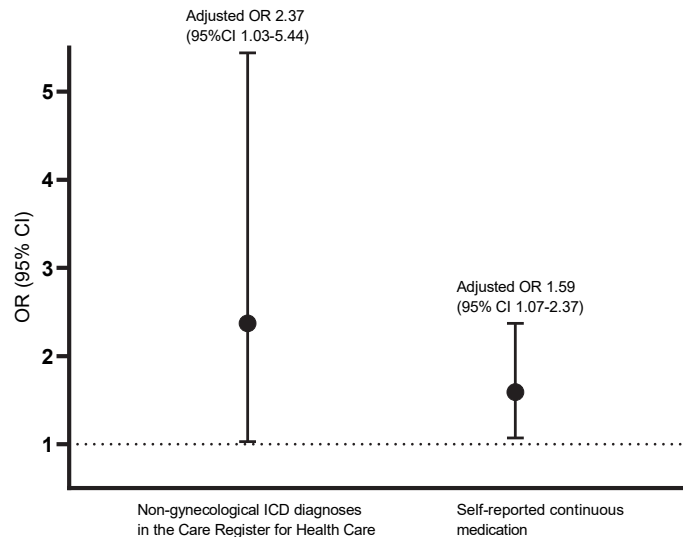 Adjusted OR 2.37
(95%CI 1.03-5.44)
5
4
3
2
1
OR (95% CI)
Adjusted OR 1.59
(95% CI 1.07-2.37)
Non-gynecological ICD diagnoses
in the Care Register for Health Care
Self-reported continuous
medication